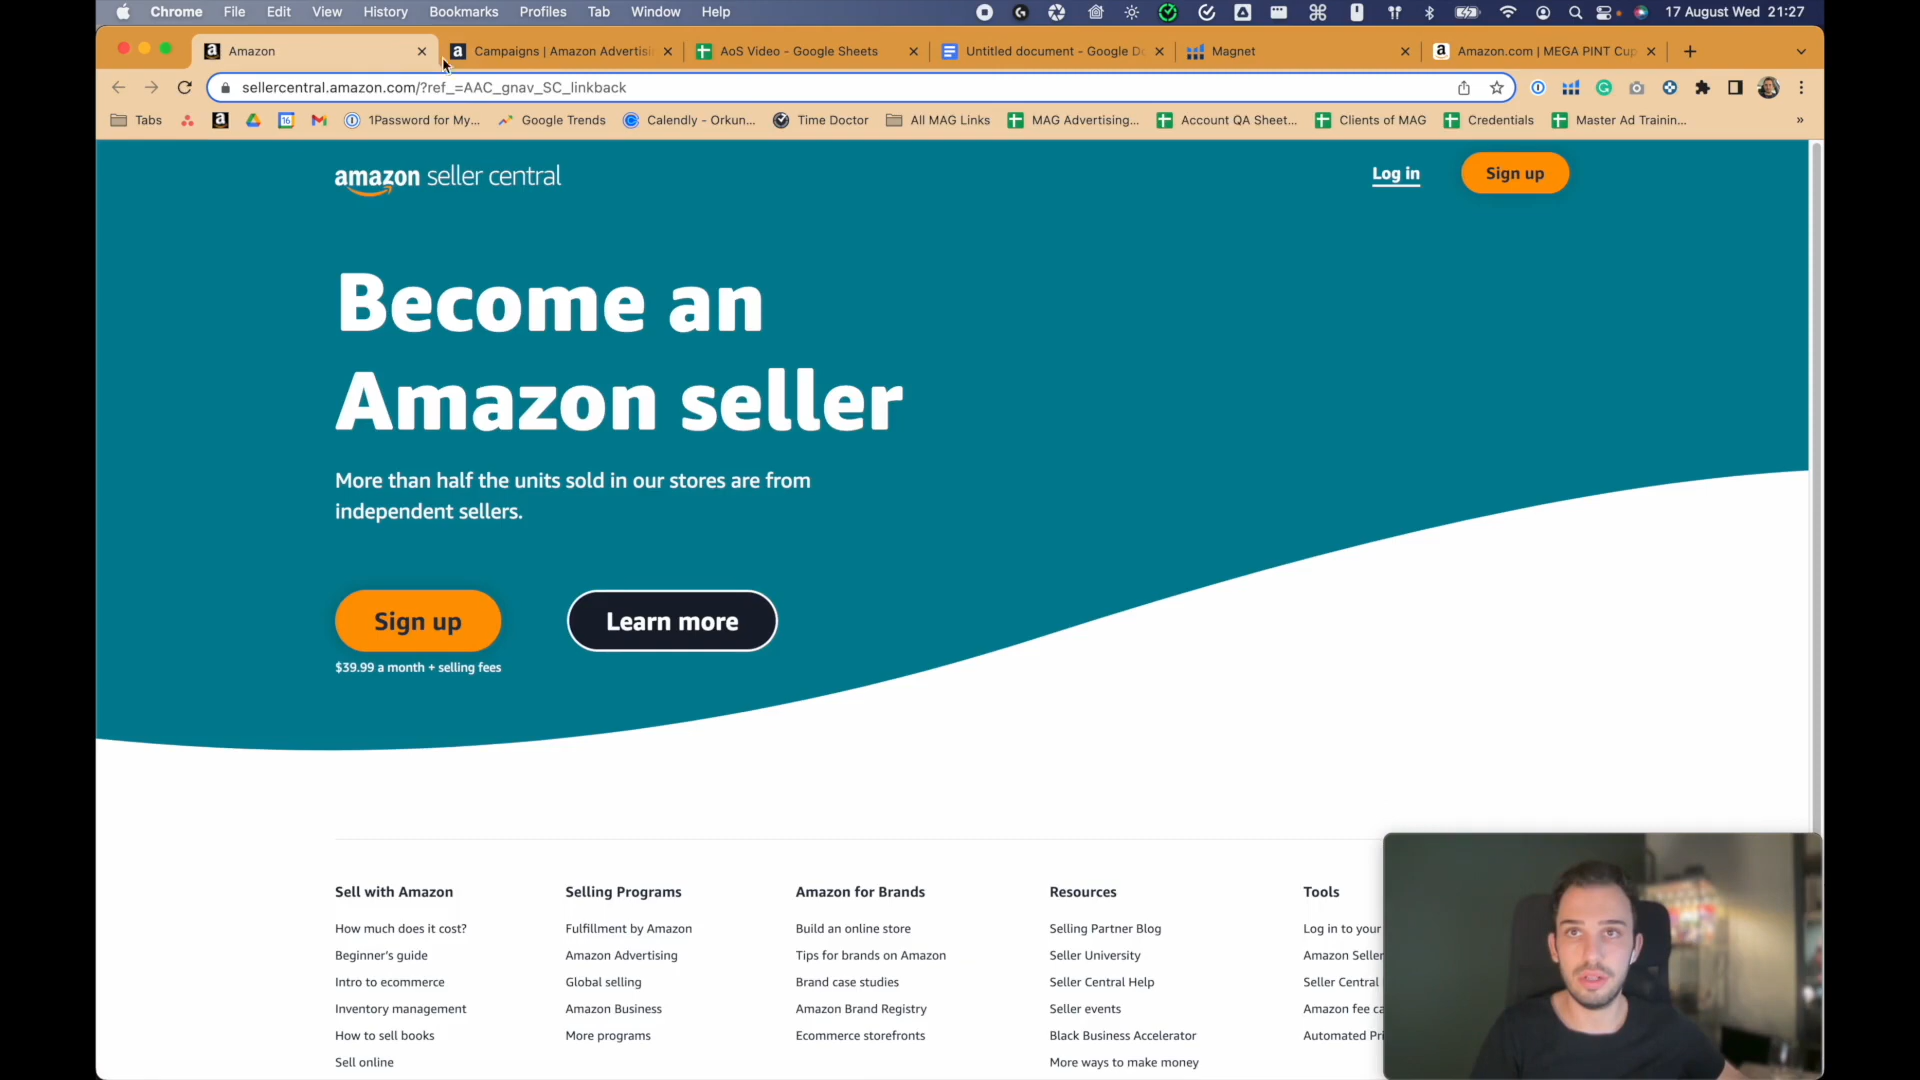 Chrome File Edit View History Bookmarks Profiles Tab Window Help 17 August Wed 21:27
Amazon Campaigns | Amazon Advertisi AoS Video - Google Sheets Untitled document - Google D Magnet Amazon.com | MEGA PINT Cup
sellercentral.amazon.com/?ref_=AAC_gnav_SC_linkback
Tabs 16 1Password for My... Google Trends Calendly - Orkun... Time Doctor All MAG Links MAG Advertising... Account QA Sheet... Clients of MAG Credentials Master Ad Trainin... »
amazon seller central
Log in
Sign up
Become an
Amazon seller
More than half the units sold in our stores are from
independent sellers.
Sign up
Learn more
$39.99 a month + selling fees
Sell with Amazon
How much does it cost?
Beginner's guide
Intro to ecommerce
Inventory management
How to sell books
Sell online
Selling Programs
Fulfillment by Amazon
Amazon Advertising
Global selling
Amazon Business
More programs
Amazon for Brands
Build an online store
Tips for brands on Amazon
Brand case studies
Amazon Brand Registry
Ecommerce storefronts
Resources
Selling Partner Blog
Seller University
Seller Central Help
Seller events
Black Business Accelerator
More ways to make money
Tools
Log in to your
Amazon Seller
Seller Central
Amazon fee ca
Automated Pri